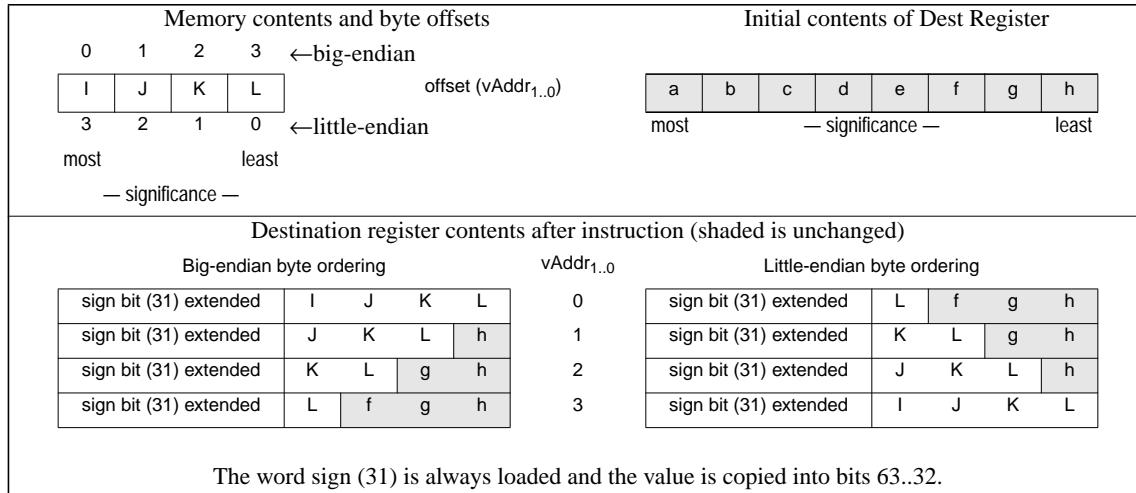 Memory contents and byte offsets
Initial contents of Dest Register
0 1 2 3 ←big-endian
I J K L
offset (vAddr1..0)
a b c d e f g h
3 2 1 0 ←little-endian
most — significance — least
most least
— significance —
Destination register contents after instruction (shaded is unchanged)
Big-endian byte ordering vAddr1..0 Little-endian byte ordering
sign bit (31) extended I J K L 0 sign bit (31) extended L f g h
sign bit (31) extended J K L h 1 sign bit (31) extended K L g h
sign bit (31) extended K L g h 2 sign bit (31) extended J K L h
sign bit (31) extended L f g h 3 sign bit (31) extended I J K L
The word sign (31) is always loaded and the value is copied into bits 63..32.